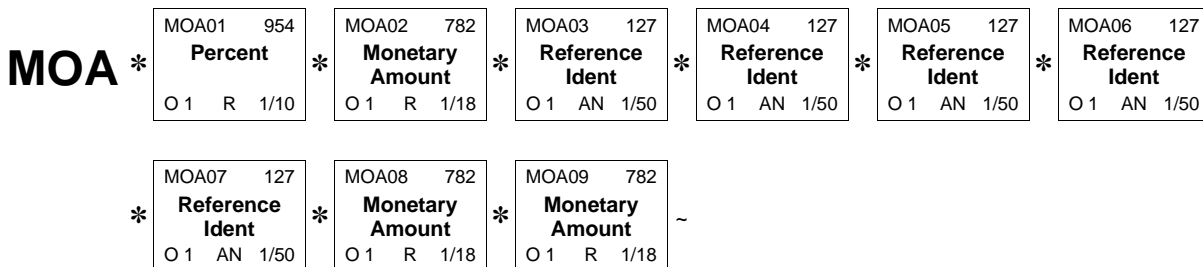 MOA * MOA01 954 * MOA02 782 * MOA03 127 * MOA04 127 * MOA05 127 * MOA06 127
Percent Monetary Reference Reference Reference Reference
Amount Ident Ident Ident Ident
O 1 R 1/10 O 1 R 1/18 O 1 AN 1/50 O 1 AN 1/50 O 1 AN 1/50 O 1 AN 1/50
* MOA07 127 * MOA08 782 * MOA09 782 ~
Reference Monetary Monetary
Ident Amount Amount
O 1 AN 1/50 O 1 R 1/18 O 1 R 1/18